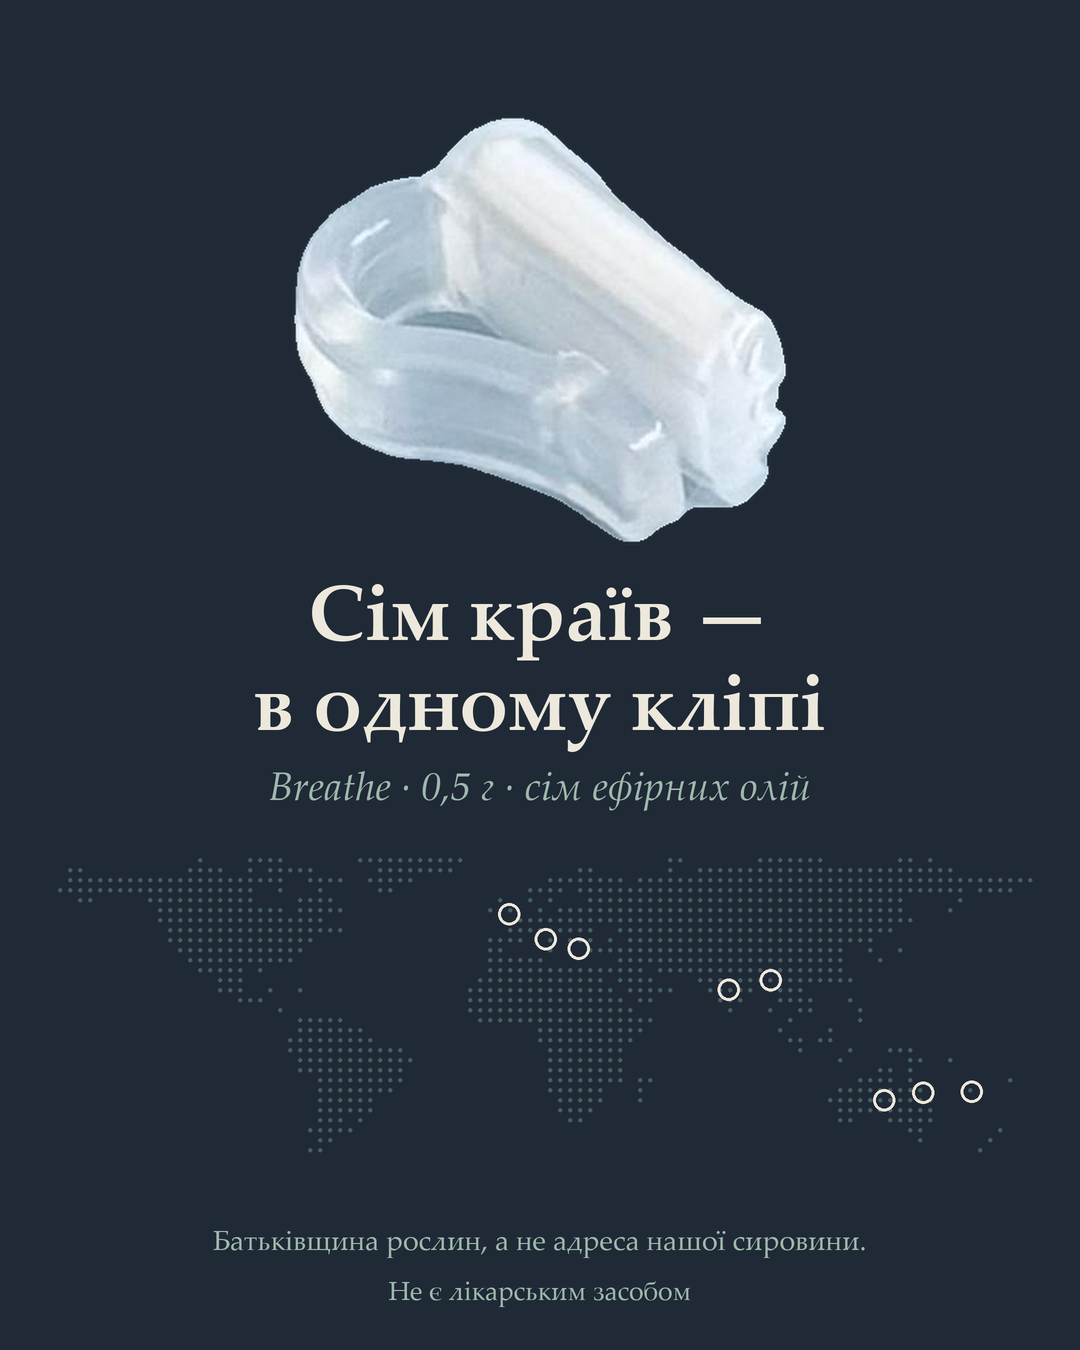 Сім країв —
в одному кліпі
Breathe · 0,5 г · сім ефірних олій
Батьківщина рослин, а не адреса нашої сировини.
Не є лікарським засобом